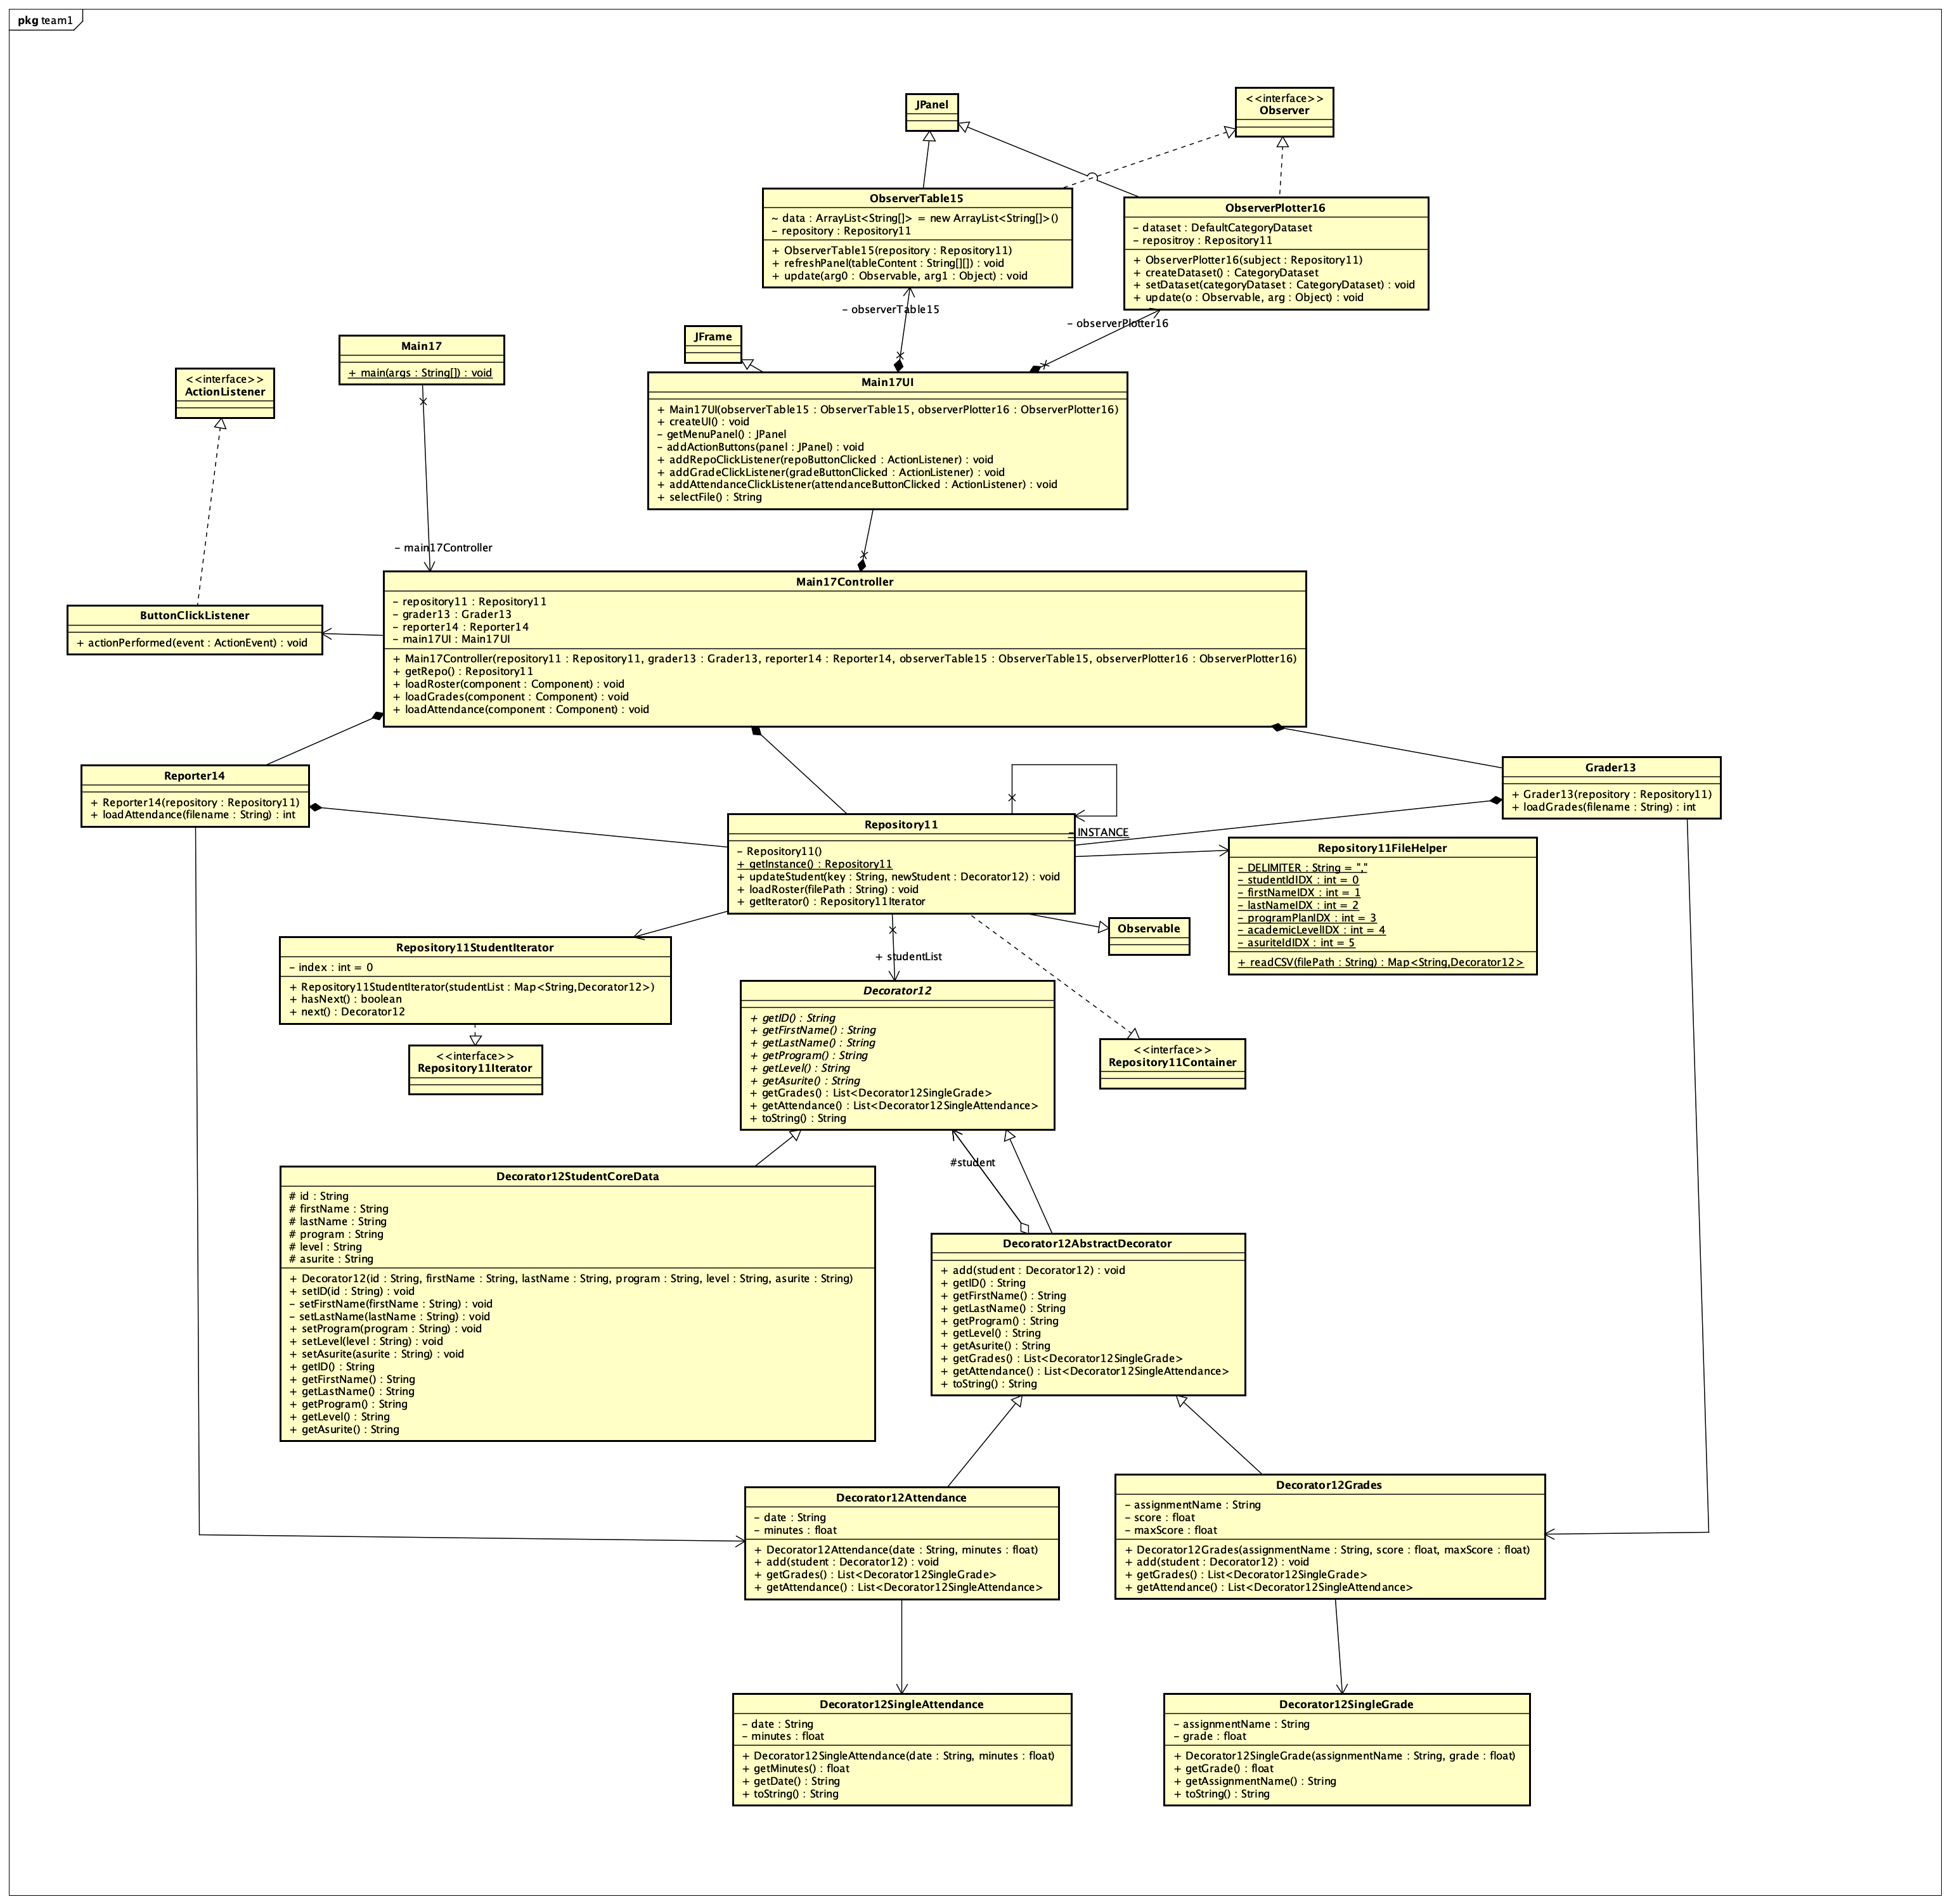 pkg team1
JPanel
<<interface>>
Observer
ObserverTable15
~ data : ArrayList<String[]> = new ArrayList<String[]>()
– repository : Repository11
+ ObserverTable15(repository : Repository11)
+ refreshPanel(tableContent : String[][]) : void
+ update(arg0 : Observable, arg1 : Object) : void
ObserverPlotter16
– dataset : DefaultCategoryDataset
– repositroy : Repository11
+ ObserverPlotter16(subject : Repository11)
+ createDataset() : CategoryDataset
+ setDataset(categoryDataset : CategoryDataset) : void
+ update(o : Observable, arg : Object) : void
– observerTable15
– observerPlotter16
JFrame
Main17
+ main(args : String[]) : void
<<interface>>
ActionListener
Main17UI
+ Main17UI(observerTable15 : ObserverTable15, observerPlotter16 : ObserverPlotter16)
+ createUI() : void
– getMenuPanel() : JPanel
– addActionButtons(panel : JPanel) : void
+ addRepoClickListener(repoButtonClicked : ActionListener) : void
+ addGradeClickListener(gradeButtonClicked : ActionListener) : void
+ addAttendanceClickListener(attendanceButtonClicked : ActionListener) : void
+ selectFile() : String
– main17Controller
Main17Controller
– repository11 : Repository11
– grader13 : Grader13
– reporter14 : Reporter14
– main17UI : Main17UI
+ Main17Controller(repository11 : Repository11, grader13 : Grader13, reporter14 : Reporter14, observerTable15 : ObserverTable15, observerPlotter16 : ObserverPlotter16)
+ getRepo() : Repository11
+ loadRoster(component : Component) : void
+ loadGrades(component : Component) : void
+ loadAttendance(component : Component) : void
ButtonClickListener
+ actionPerformed(event : ActionEvent) : void
Reporter14
+ Reporter14(repository : Repository11)
+ loadAttendance(filename : String) : int
Grader13
+ Grader13(repository : Repository11)
+ loadGrades(filename : String) : int
Repository11
– Repository11()
+ getInstance() : Repository11
+ updateStudent(key : String, newStudent : Decorator12) : void
+ loadRoster(filePath : String) : void
+ getIterator() : Repository11Iterator
– INSTANCE
Repository11FileHelper
– DELIMITER : String = ","
– studentIdIDX : int = 0
– firstNameIDX : int = 1
– lastNameIDX : int = 2
– programPlanIDX : int = 3
– academicLevelIDX : int = 4
– asuriteIdIDX : int = 5
+ readCSV(filePath : String) : Map<String,Decorator12>
Observable
Repository11StudentIterator
– index : int = 0
+ Repository11StudentIterator(studentList : Map<String,Decorator12>)
+ hasNext() : boolean
+ next() : Decorator12
+ studentList
<<interface>>
Repository11Iterator
<<interface>>
Repository11Container
Decorator12
+ getID() : String
+ getFirstName() : String
+ getLastName() : String
+ getProgram() : String
+ getLevel() : String
+ getAsurite() : String
+ getGrades() : List<Decorator12SingleGrade>
+ getAttendance() : List<Decorator12SingleAttendance>
+ toString() : String
#student
Decorator12StudentCoreData
# id : String
# firstName : String
# lastName : String
# program : String
# level : String
# asurite : String
+ Decorator12(id : String, firstName : String, lastName : String, program : String, level : String, asurite : String)
+ setID(id : String) : void
– setFirstName(firstName : String) : void
– setLastName(lastName : String) : void
+ setProgram(program : String) : void
+ setLevel(level : String) : void
+ setAsurite(asurite : String) : void
+ getID() : String
+ getFirstName() : String
+ getLastName() : String
+ getProgram() : String
+ getLevel() : String
+ getAsurite() : String
Decorator12AbstractDecorator
+ add(student : Decorator12) : void
+ getID() : String
+ getFirstName() : String
+ getLastName() : String
+ getProgram() : String
+ getLevel() : String
+ getAsurite() : String
+ getGrades() : List<Decorator12SingleGrade>
+ getAttendance() : List<Decorator12SingleAttendance>
+ toString() : String
Decorator12Attendance
– date : String
– minutes : float
+ Decorator12Attendance(date : String, minutes : float)
+ add(student : Decorator12) : void
+ getGrades() : List<Decorator12SingleGrade>
+ getAttendance() : List<Decorator12SingleAttendance>
Decorator12Grades
– assignmentName : String
– score : float
– maxScore : float
+ Decorator12Grades(assignmentName : String, score : float, maxScore : float)
+ add(student : Decorator12) : void
+ getGrades() : List<Decorator12SingleGrade>
+ getAttendance() : List<Decorator12SingleAttendance>
Decorator12SingleAttendance
– date : String
– minutes : float
+ Decorator12SingleAttendance(date : String, minutes : float)
+ getMinutes() : float
+ getDate() : String
+ toString() : String
Decorator12SingleGrade
– assignmentName : String
– grade : float
+ Decorator12SingleGrade(assignmentName : String, grade : float)
+ getGrade() : float
+ getAssignmentName() : String
+ toString() : String